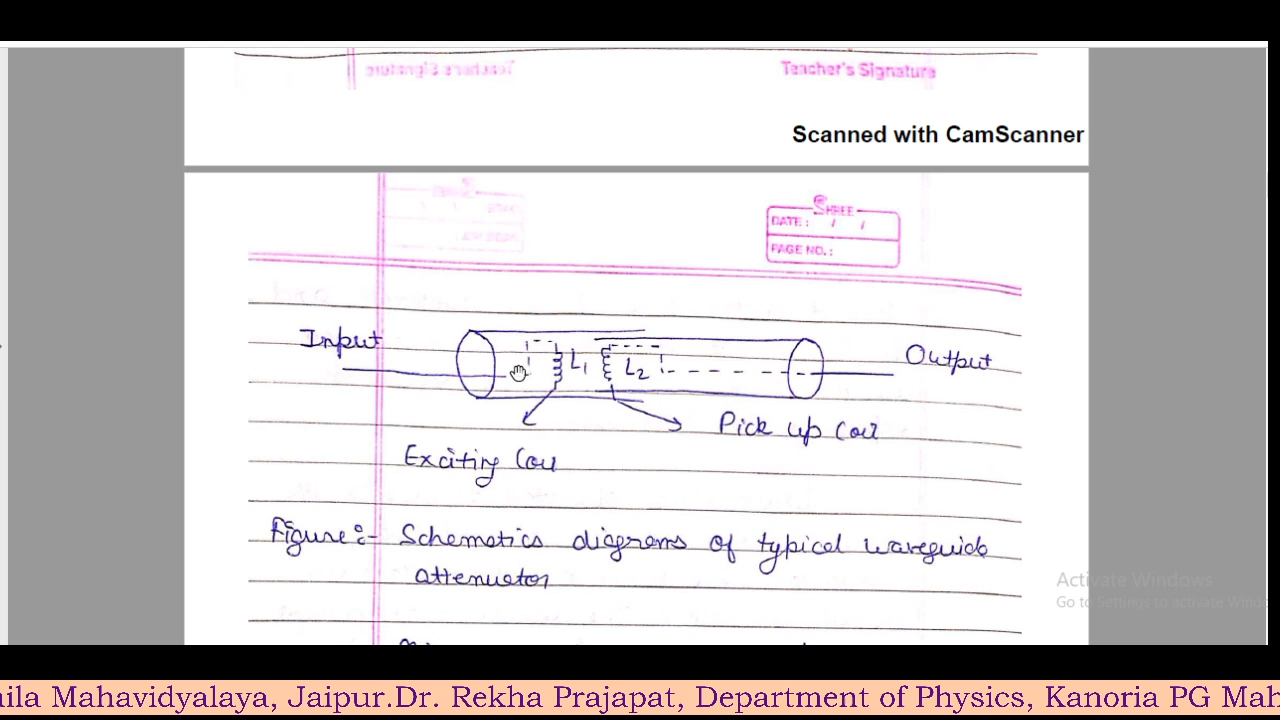 Teacher's Signature
Scanned with CamScanner
SHREE
DATE: / /
PAGE NO.:
Input
L1
L2
Output
Pick up Coil
Exciting Coil
Figure:- Schematics diagrams of typical waveguide
attenuator
Activate Windows
Go to Settings to activate Windo
ila Mahavidyalaya, Jaipur.Dr. Rekha Prajapat, Department of Physics, Kanoria PG Mah